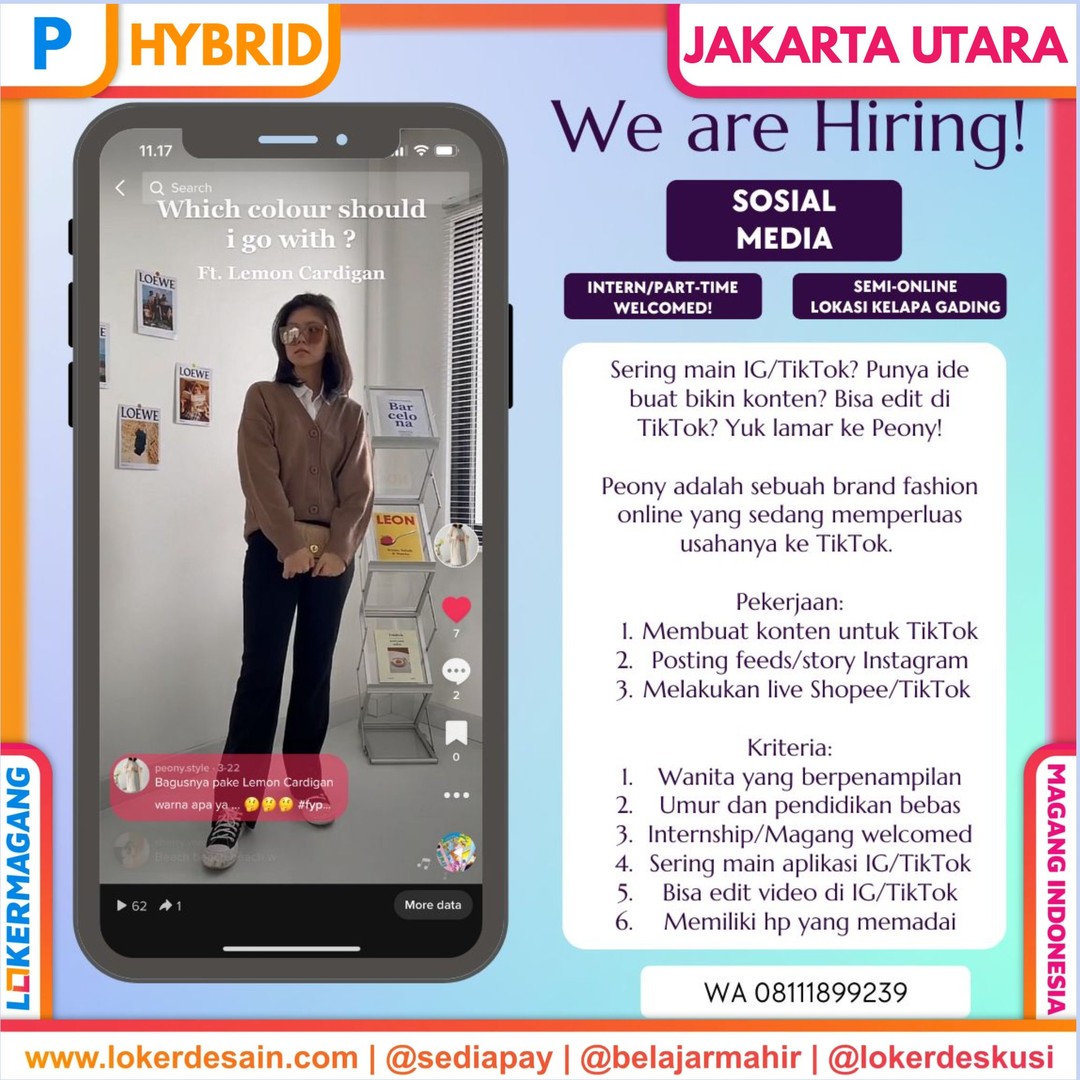 P
HYBRID
JAKARTA UTARA
We are Hiring!
SOSIAL
MEDIA
INTERN/PART-TIME
WELCOMED!
SEMI-ONLINE
LOKASI KELAPA GADING
11.17
Search
Which colour should
i go with ?
Ft. Lemon Cardigan
LOEWE
LOEWE
LOEWE
Bar
celo
na
LEON
7
2
0
peony.style · 3-22
Bagusnya pake Lemon Cardigan
warna apa ya ... 🤔🤔🤔 #fyp...
62
1
More data
Sering main IG/TikTok? Punya ide
buat bikin konten? Bisa edit di
TikTok? Yuk lamar ke Peony!
Peony adalah sebuah brand fashion
online yang sedang memperluas
usahanya ke TikTok.
Pekerjaan:
1. Membuat konten untuk TikTok
2. Posting feeds/story Instagram
3. Melakukan live Shopee/TikTok
Kriteria:
1. Wanita yang berpenampilan
2. Umur dan pendidikan bebas
3. Internship/Magang welcomed
4. Sering main aplikasi IG/TikTok
5. Bisa edit video di IG/TikTok
6. Memiliki hp yang memadai
WA 08111899239
LOKERMAGANG
MAGANG INDONESIA
www.lokerdesain.com | @sediapay | @belajarmahir | @lokerdeskusi